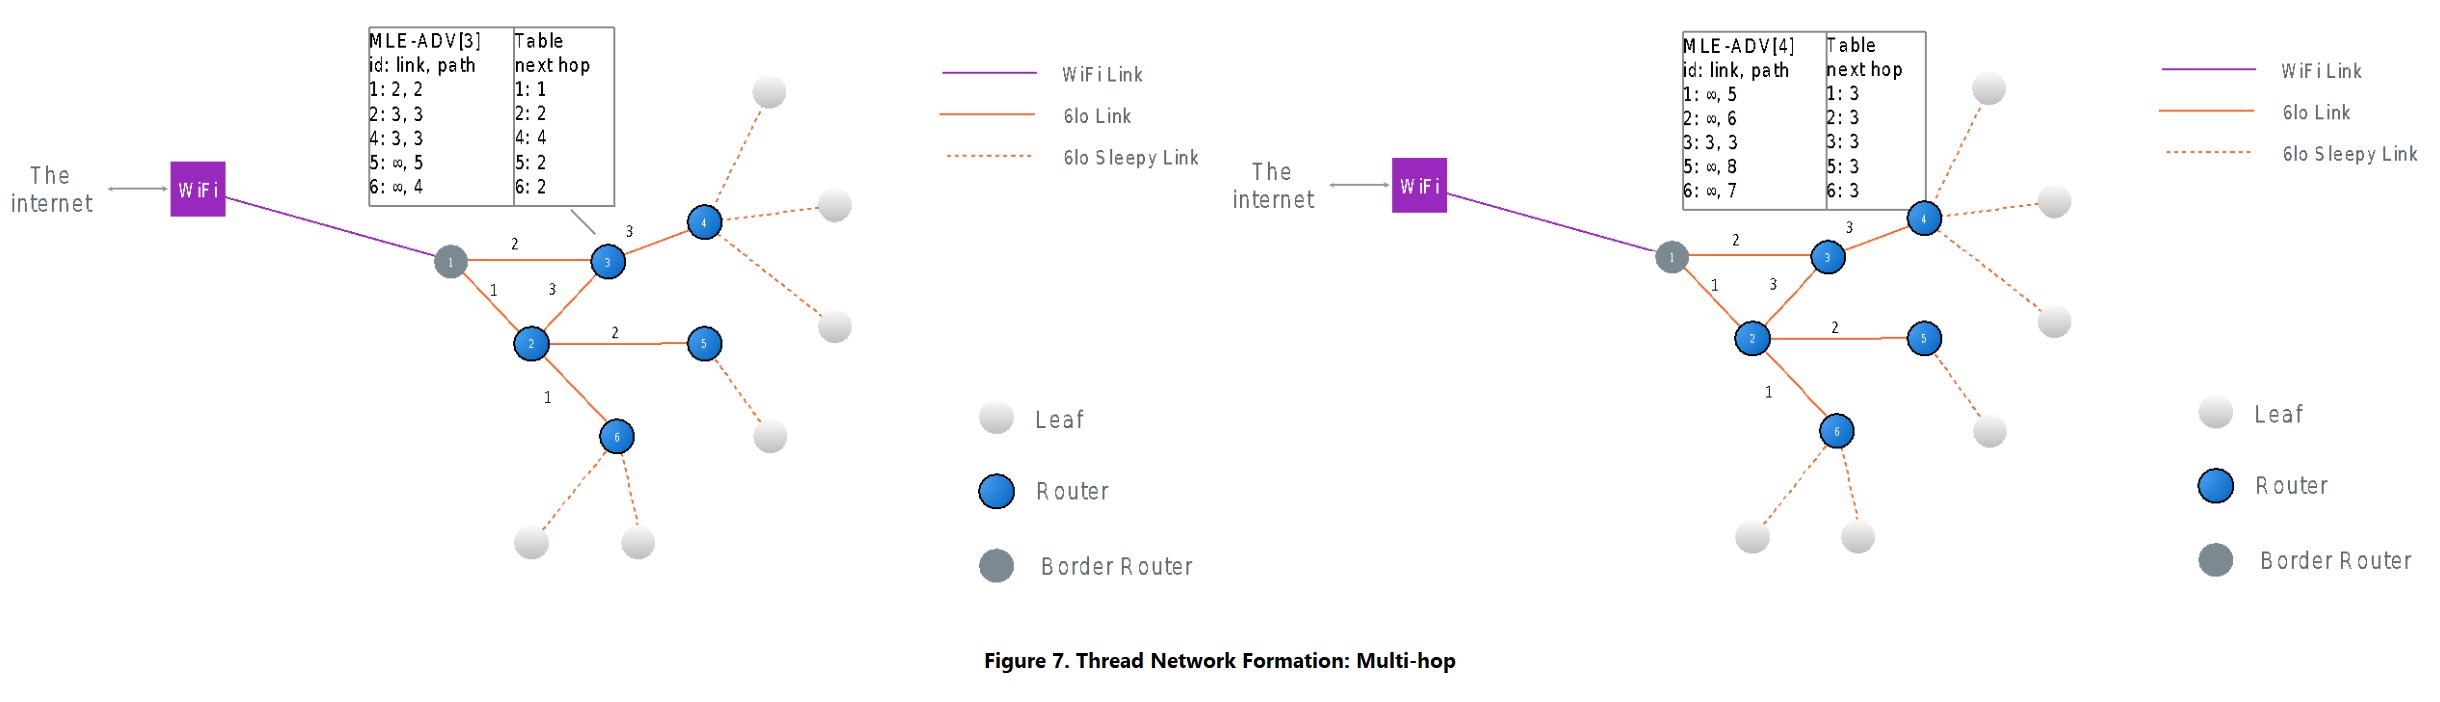 MLE-ADV[3]
id: link, path
1: 2, 2
2: 3, 3
4: 3, 3
5: ∞, 5
6: ∞, 4
Table
next hop
1: 1
2: 2
4: 4
5: 2
6: 2
The
internet
WiFi
1
2
3
4
5
6
2
3
1
3
2
1
WiFi Link
6lo Link
6lo Sleepy Link
Leaf
Router
Border Router
MLE-ADV[4]
id: link, path
1: ∞, 5
2: ∞, 6
3: 3, 3
5: ∞, 8
6: ∞, 7
Table
next hop
1: 3
2: 3
3: 3
5: 3
6: 3
The
internet
WiFi
1
2
3
4
5
6
2
3
1
3
2
1
WiFi Link
6lo Link
6lo Sleepy Link
Leaf
Router
Border Router
Figure 7. Thread Network Formation: Multi-hop